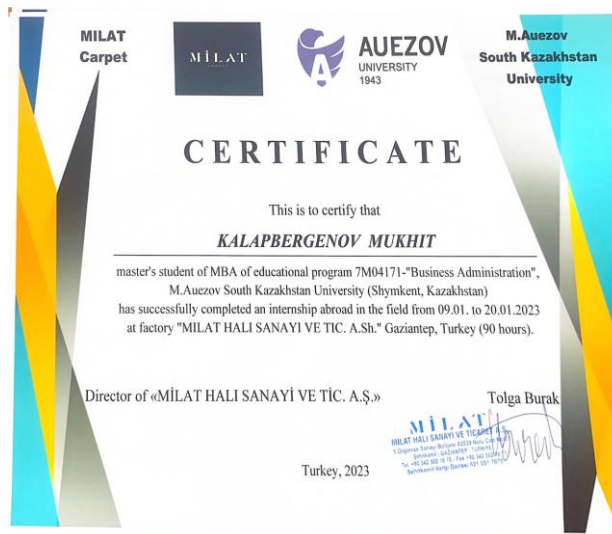 MILAT
Carpet
MİLAT
AUEZOV
UNIVERSITY
1943
M.Auezov
South Kazakhstan
University
CERTIFICATE
This is to certify that
KALAPBERGENOV MUKHIT
master's student of MBA of educational program 7M04171-"Business Administration",
M.Auezov South Kazakhstan University (Shymkent, Kazakhstan)
has successfully completed an internship abroad in the field from 09.01. to 20.01.2023
at factory "MILAT HALI SANAYI VE TIC. A.Sh." Gaziantep, Turkey (90 hours).
Director of «MİLAT HALI SANAYİ VE TİC. A.Ş.»
Tolga Burak
MİLAT
MİLAT HALI SANAYİ VE TİCARET A.Ş.
Turkey, 2023